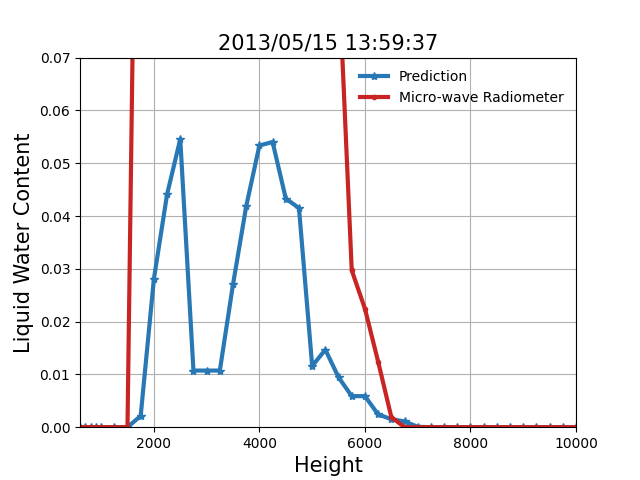 2013/05/15 13:59:37
0.07
0.06
0.05
0.04
0.03
0.02
0.01
0.00
Liquid Water Content
Prediction
Micro-wave Radiometer
2000 4000 6000 8000 10000
Height